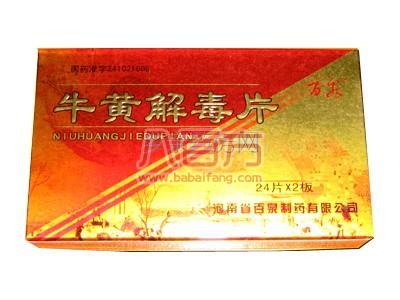 国药准字Z41021606
百泉
牛黄解毒片
NIUHUANGJIEDUPIAN
八百方网
www.babaifang.com
24片X2板
河南省百泉制药有限公司